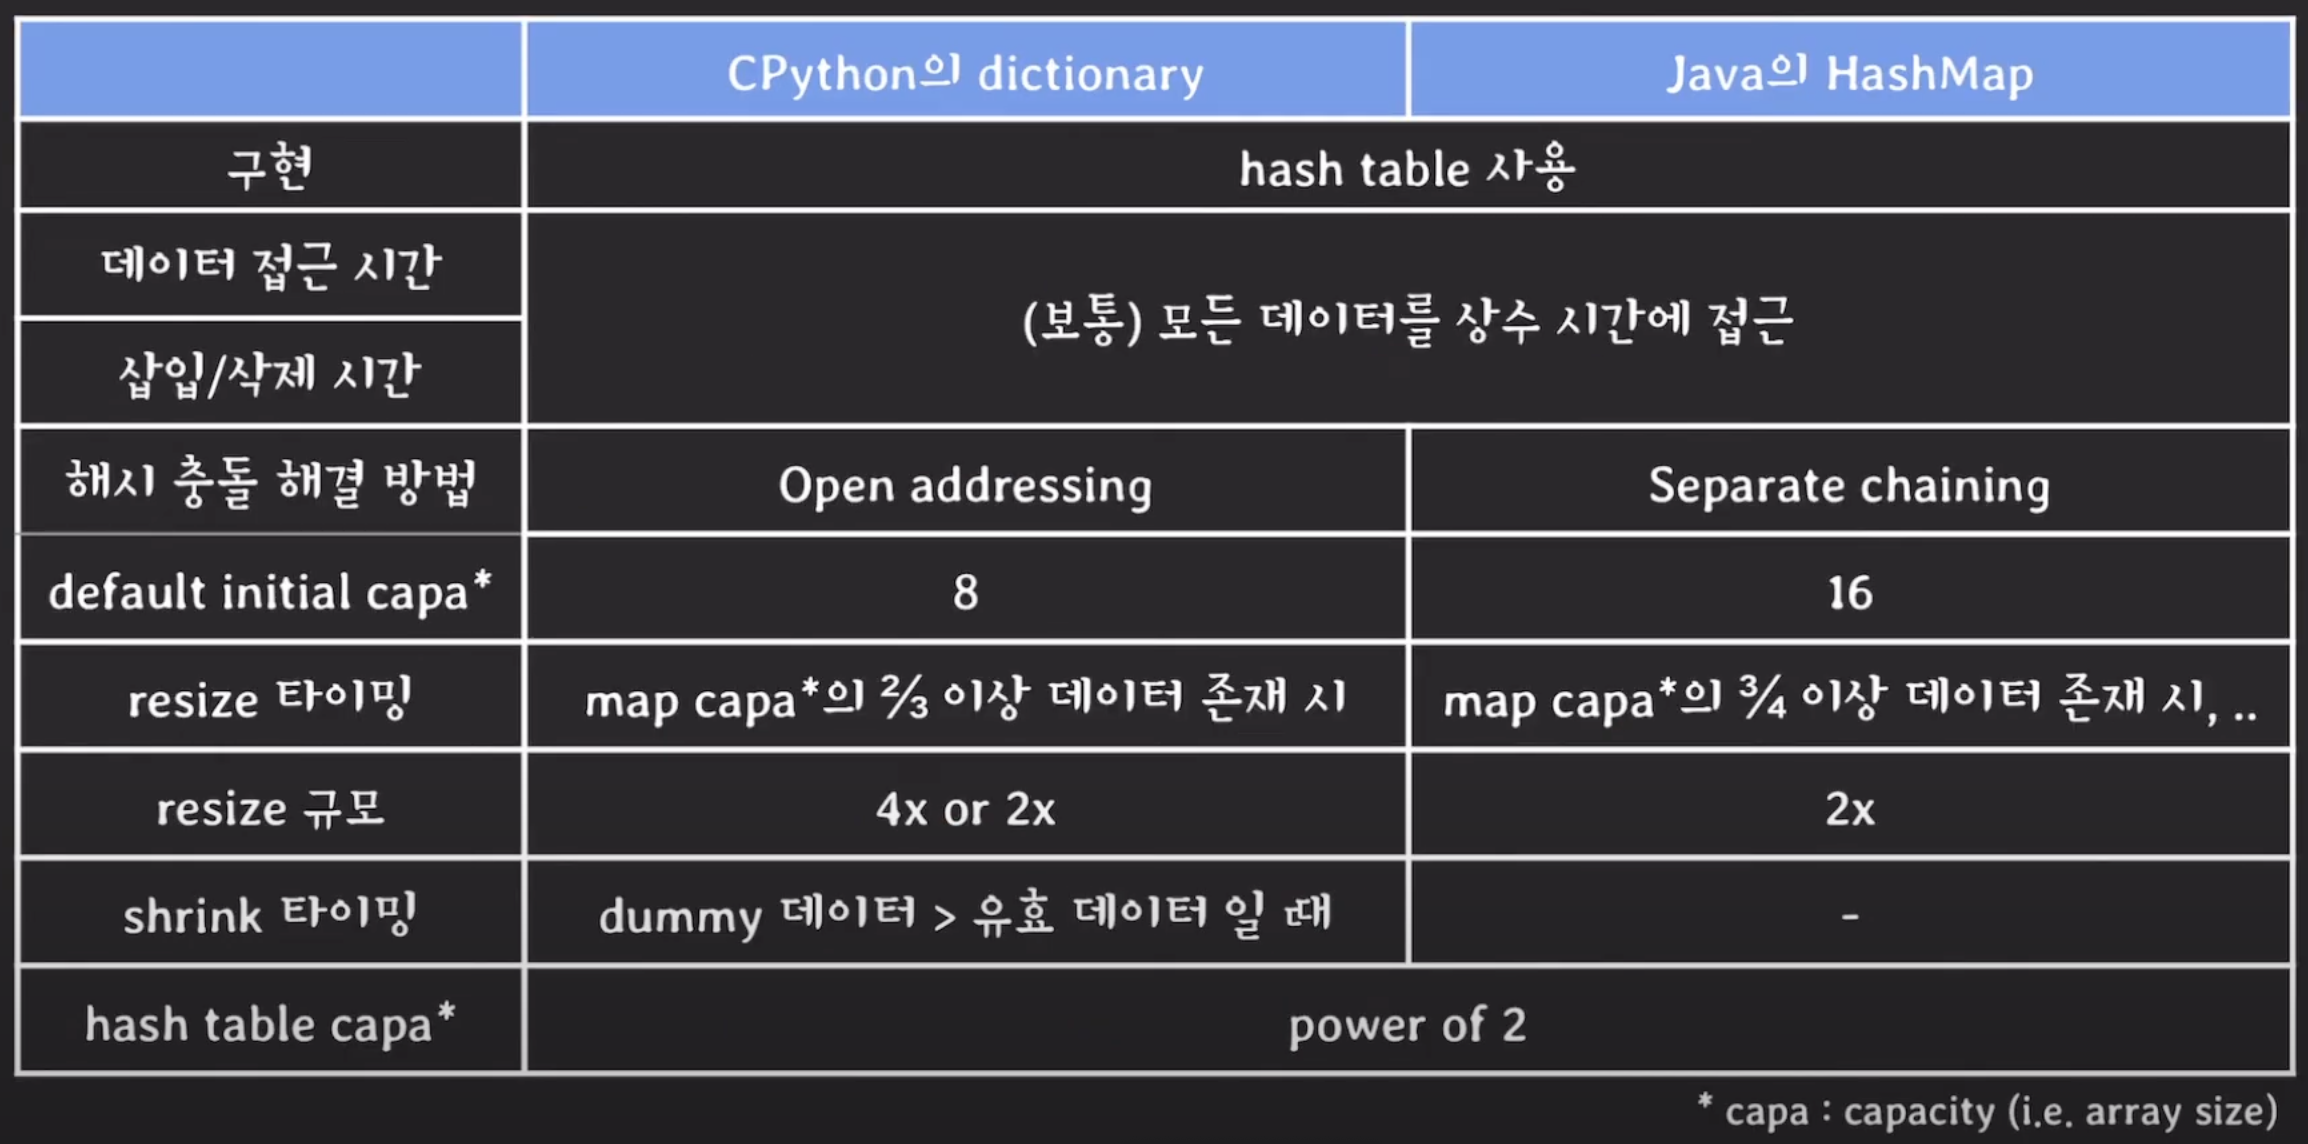 CPython의 dictionary
Java의 HashMap
구현
hash table 사용
데이터 접근 시간
(보통) 모든 데이터를 상수 시간에 접근
삽입/삭제 시간
해시 충돌 해결 방법
Open addressing
Separate chaining
default initial capa*
8
16
resize 타이밍
map capa*의 ⅔ 이상 데이터 존재 시
map capa*의 ¾ 이상 데이터 존재 시, ..
resize 규모
4x or 2x
2x
shrink 타이밍
dummy 데이터 > 유효 데이터 일 때
-
hash table capa*
power of 2
* capa : capacity (i.e. array size)